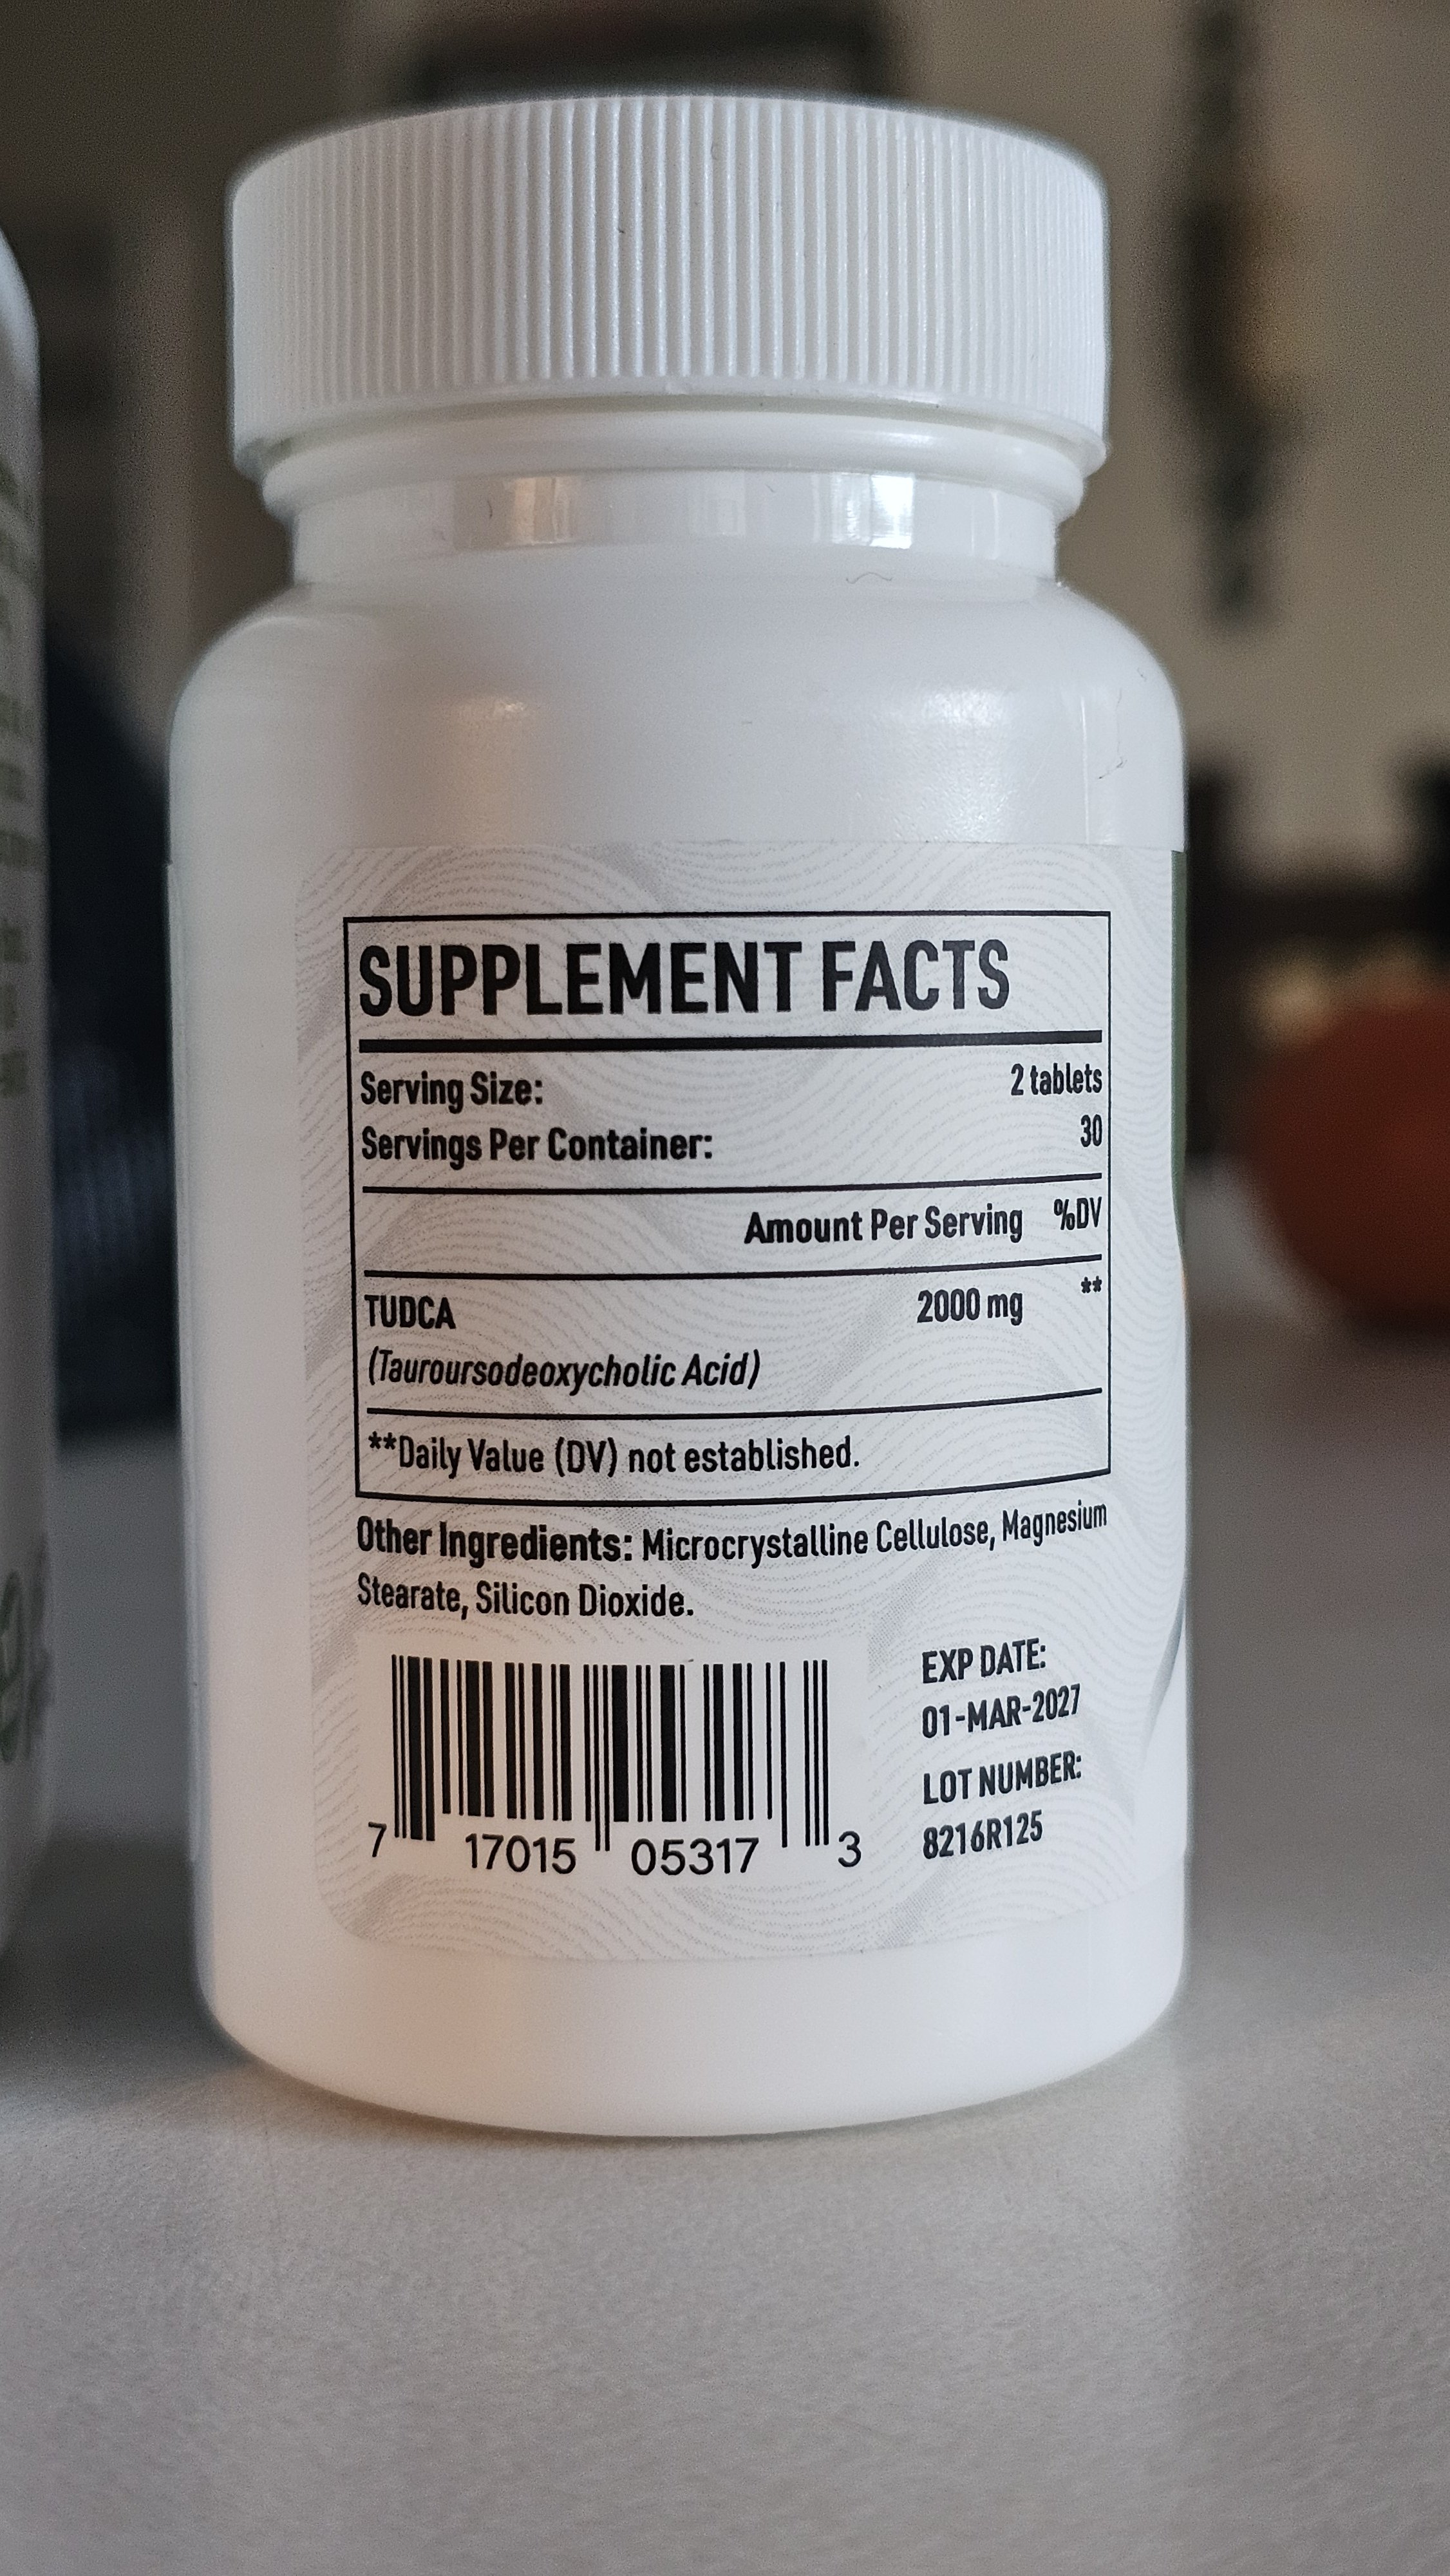 SUPPLEMENT FACTS
Serving Size: 2 tablets
Servings Per Container: 30
Amount Per Serving %DV
TUDCA 2000 mg **
(Tauroursodeoxycholic Acid)
**Daily Value (DV) not established.
Other Ingredients: Microcrystalline Cellulose, Magnesium
Stearate, Silicon Dioxide.
EXP DATE:
01-MAR-2027
LOT NUMBER:
8216R125
7 17015 05317 3